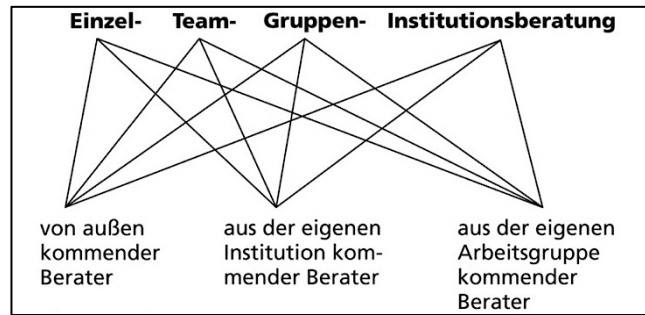 Einzel- Team- Gruppen- Institutionsberatung
von außen
kommender
Berater
aus der eigenen
Institution kom-
mender Berater
aus der eigenen
Arbeitsgruppe
kommender
Berater